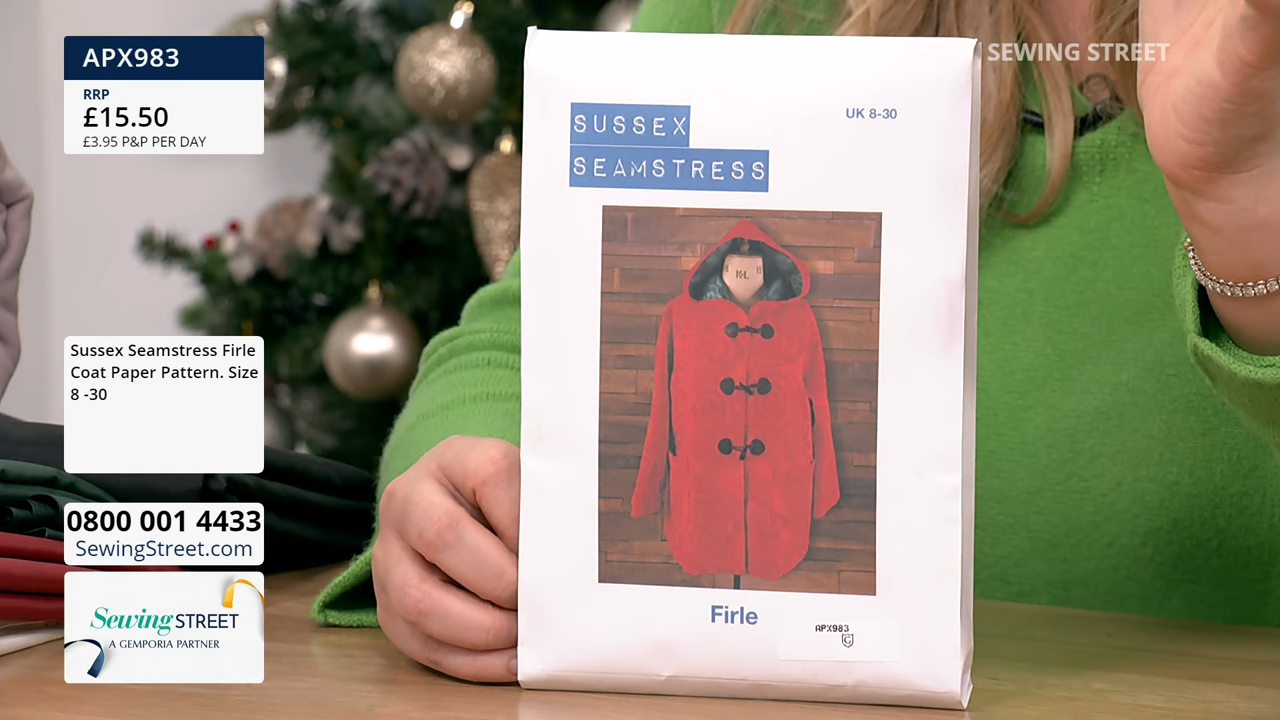 APX983
RRP
£15.50
£3.95 P&P PER DAY
Sussex Seamstress Firle
Coat Paper Pattern. Size
8 -30
0800 001 4433
SewingStreet.com
Sewing STREET
A GEMPORIA PARTNER
SEWING STREET
UK 8-30
SUSSEX
SEAMSTRESS
K&L
Firle
APX983
G